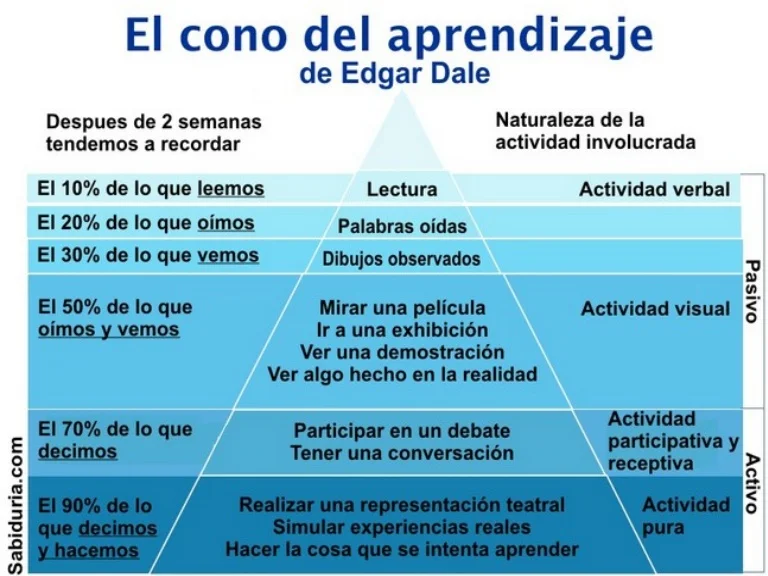 El cono del aprendizaje
de Edgar Dale
Despues de 2 semanas
tendemos a recordar
Naturaleza de la
actividad involucrada
El 10% de lo que leemos
Lectura
Actividad verbal
El 20% de lo que oímos
Palabras oídas
El 30% de lo que vemos
Dibujos observados
Pasivo
El 50% de lo que
oímos y vemos
Mirar una película
Ir a una exhibición
Ver una demostración
Ver algo hecho en la realidad
Actividad visual
El 70% de lo que
decimos
Participar en un debate
Tener una conversación
Actividad
participativa y
receptiva
Activo
El 90% de lo
que decimos
y hacemos
Realizar una representación teatral
Simular experiencias reales
Hacer la cosa que se intenta aprender
Actividad
pura
Sabiduria.com